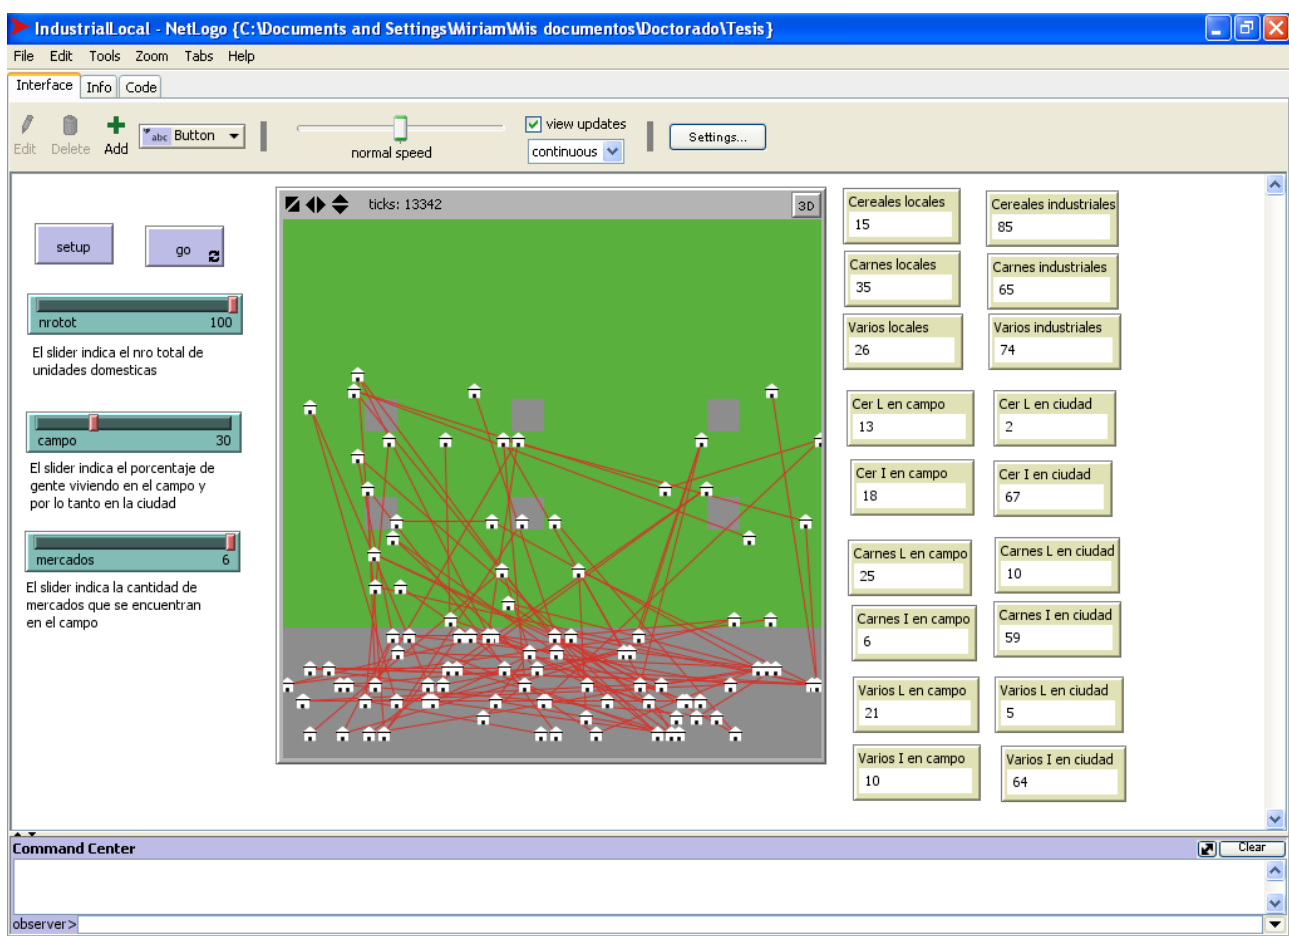 IndustrialLocal - NetLogo {C:\Documents and Settings\Miriam\Mis documentos\Doctorado\Tesis}
File Edit Tools Zoom Tabs Help
Interface Info Code
Edit Delete Add abc Button normal speed view updates continuous Settings...
ticks: 13342 3D
setup go
nrotot 100
El slider indica el nro total de
unidades domesticas
campo 30
El slider indica el porcentaje de
gente viviendo en el campo y
por lo tanto en la ciudad
mercados 6
El slider indica la cantidad de
mercados que se encuentran
en el campo
Cereales locales Cereales industriales
15 85
Carnes locales Carnes industriales
35 65
Varios locales Varios industriales
26 74
Cer L en campo Cer L en ciudad
13 2
Cer I en campo Cer I en ciudad
18 67
Carnes L en campo Carnes L en ciudad
25 10
Carnes I en campo Carnes I en ciudad
6 59
Varios L en campo Varios L en ciudad
21 5
Varios I en campo Varios I en ciudad
10 64
Command Center Clear
observer>